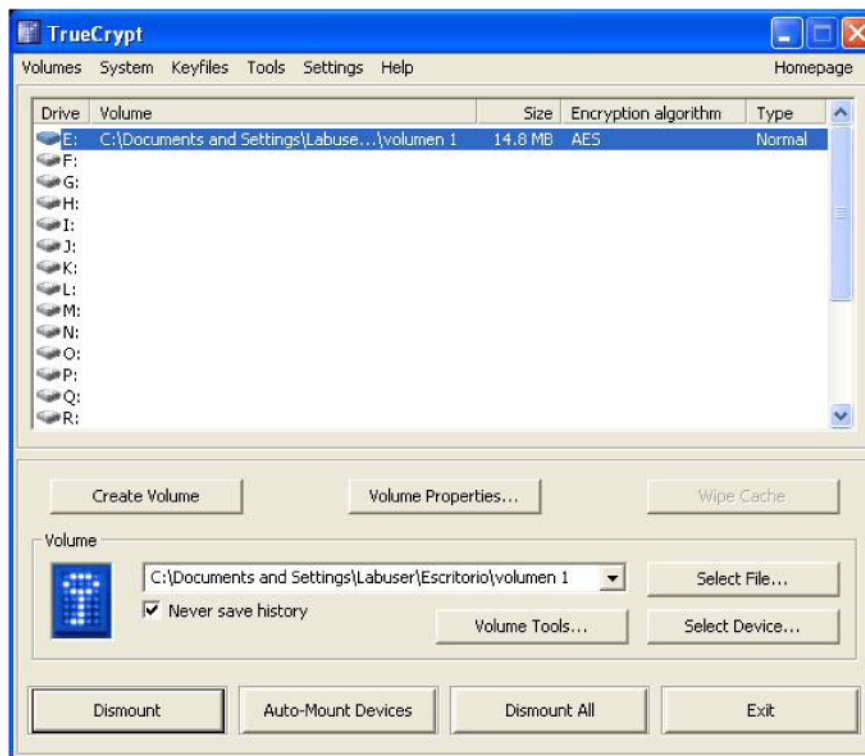 TrueCrypt
Volumes System Keyfiles Tools Settings Help Homepage
Drive Volume Size Encryption algorithm Type
E: C:\Documents and Settings\Labuse...\volumen 1 14.8 MB AES Normal
F:
G:
H:
I:
J:
K:
L:
M:
N:
O:
P:
Q:
R:
Create Volume Volume Properties... Wipe Cache
Volume
C:\Documents and Settings\Labuser\Escritorio\volumen 1 Select File...
Never save history
Volume Tools... Select Device...
Dismount Auto-Mount Devices Dismount All Exit